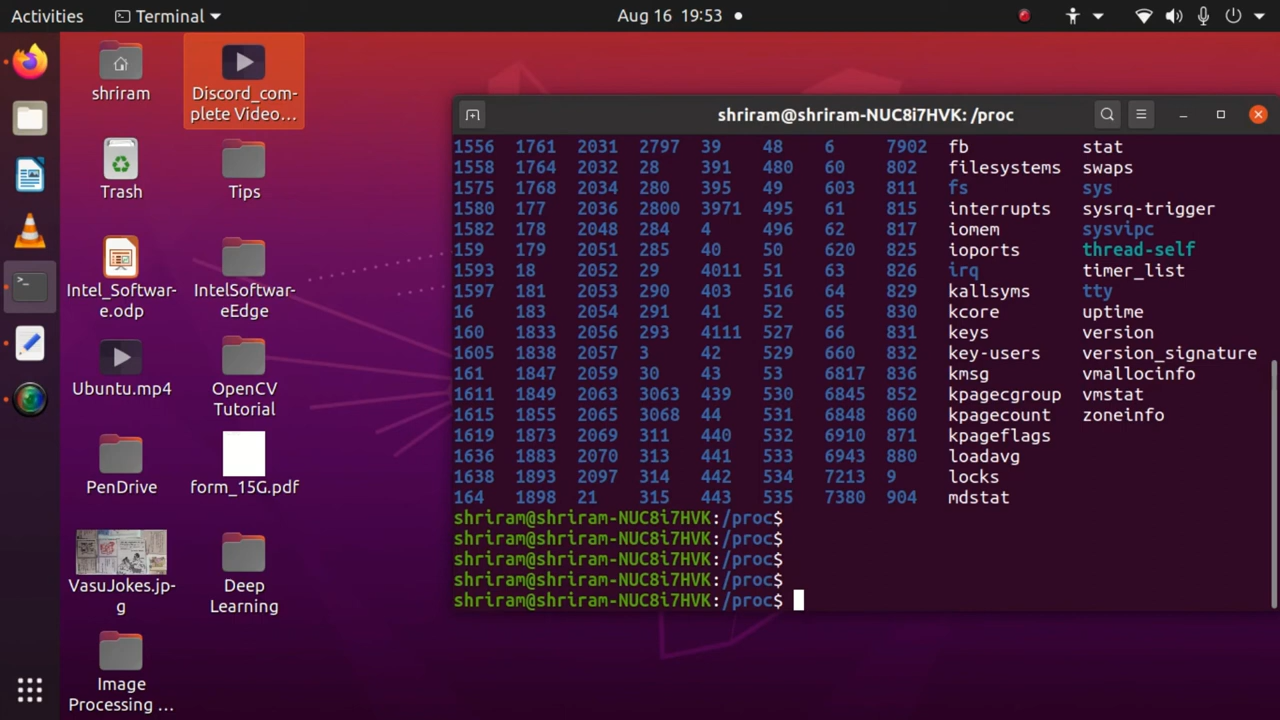 Activities Terminal Aug 16 19:53
shriram
Discord_com-
plete Video...
Trash
Tips
Intel_Softwar-
e.odp
IntelSoftwar-
eEdge
Ubuntu.mp4
OpenCV
Tutorial
PenDrive
form_15G.pdf
VasuJokes.jp-
g
Deep
Learning
Image
Processing ...
shriram@shriram-NUC8i7HVK: /proc
1556 1761 2031 2797 39 48 6 7902 fb stat
1558 1764 2032 28 391 480 60 802 filesystems swaps
1575 1768 2034 280 395 49 603 811 fs sys
1580 177 2036 2800 3971 495 61 815 interrupts sysrq-trigger
1582 178 2048 284 4 496 62 817 iomem sysvipc
159 179 2051 285 40 50 620 825 ioports thread-self
1593 18 2052 29 4011 51 63 826 irq timer_list
1597 181 2053 290 403 516 64 829 kallsyms tty
16 183 2054 291 41 52 65 830 kcore uptime
160 1833 2056 293 4111 527 66 831 keys version
1605 1838 2057 3 42 529 660 832 key-users version_signature
161 1847 2059 30 43 53 6817 836 kmsg vmallocinfo
1611 1849 2063 3063 439 530 6845 852 kpagecgroup vmstat
1615 1855 2065 3068 44 531 6848 860 kpagecount zoneinfo
1619 1873 2069 311 440 532 6910 871 kpageflags
1636 1883 2070 313 441 533 6943 880 loadavg
1638 1893 2097 314 442 534 7213 9 locks
164 1898 21 315 443 535 7380 904 mdstat
shriram@shriram-NUC8i7HVK:/proc$
shriram@shriram-NUC8i7HVK:/proc$
shriram@shriram-NUC8i7HVK:/proc$
shriram@shriram-NUC8i7HVK:/proc$
shriram@shriram-NUC8i7HVK:/proc$